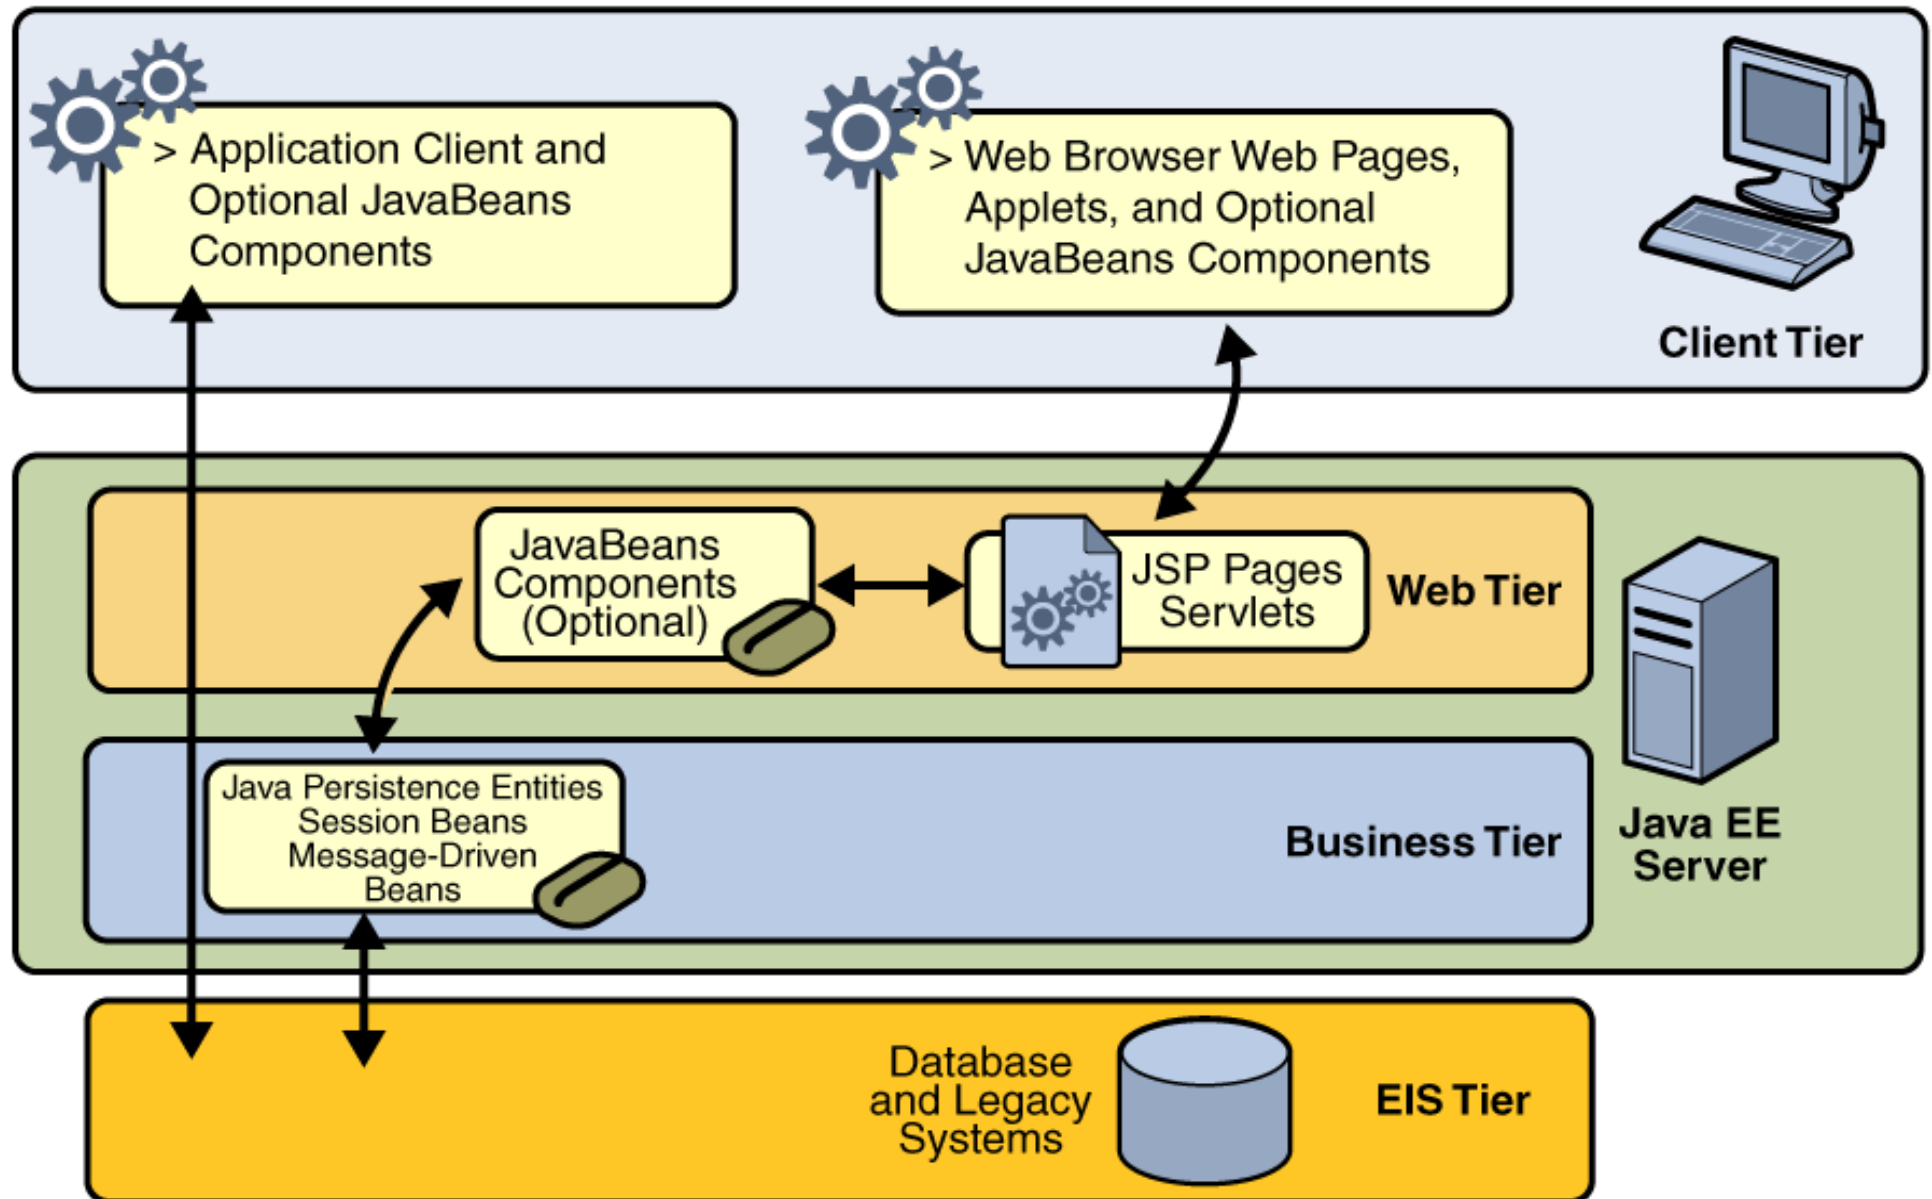 > Application Client and
Optional JavaBeans
Components
> Web Browser Web Pages,
Applets, and Optional
JavaBeans Components
Client Tier
JavaBeans
Components
(Optional)
JSP Pages
Servlets
Web Tier
Java Persistence Entities
Session Beans
Message-Driven
Beans
Business Tier
Java EE
Server
Database
and Legacy
Systems
EIS Tier